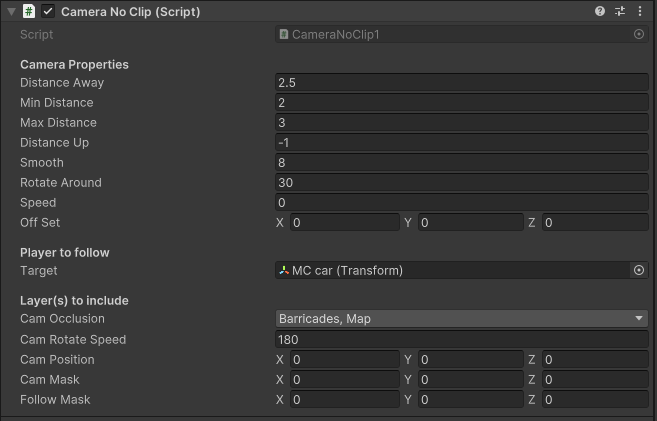 # Camera No Clip (Script)
Script # CameraNoClip1
Camera Properties
Distance Away 2.5
Min Distance 2
Max Distance 3
Distance Up -1
Smooth 8
Rotate Around 30
Speed 0
Off Set X 0 Y 0 Z 0
Player to follow
Target MC car (Transform)
Layer(s) to include
Cam Occlusion Barricades, Map
Cam Rotate Speed 180
Cam Position X 0 Y 0 Z 0
Cam Mask X 0 Y 0 Z 0
Follow Mask X 0 Y 0 Z 0